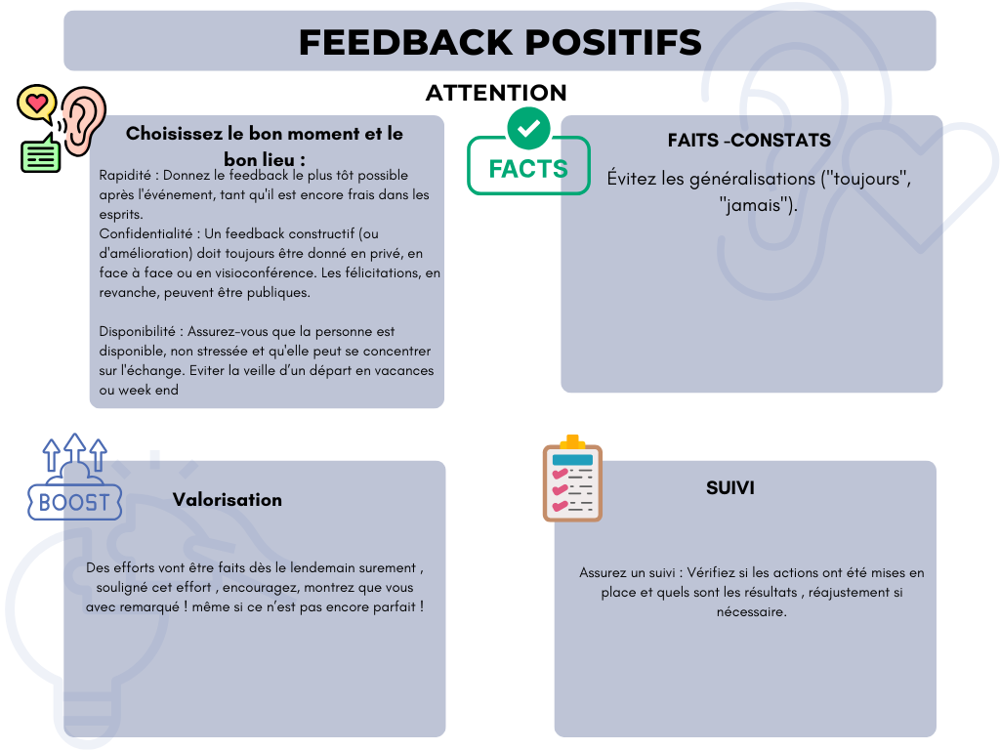 FEEDBACK POSITIFS
ATTENTION
Choisissez le bon moment et le
bon lieu :
Rapidité : Donnez le feedback le plus tôt possible
après l'événement, tant qu'il est encore frais dans les
esprits.
Confidentialité : Un feedback constructif (ou
d'amélioration) doit toujours être donné en privé, en
face à face ou en visioconférence. Les félicitations, en
revanche, peuvent être publiques.
Disponibilité : Assurez-vous que la personne est
disponible, non stressée et qu'elle peut se concentrer
sur l'échange. Eviter la veille d’un départ en vacances
ou week end
FACTS
FAITS -CONSTATS
Évitez les généralisations ("toujours",
"jamais").
BOOST
Valorisation
Des efforts vont être faits dès le lendemain surement ,
souligné cet effort , encouragez, montrez que vous
avec remarqué ! même si ce n’est pas encore parfait !
SUIVI
Assurez un suivi : Vérifiez si les actions ont été mises en
place et quels sont les résultats , réajustement si
nécessaire.